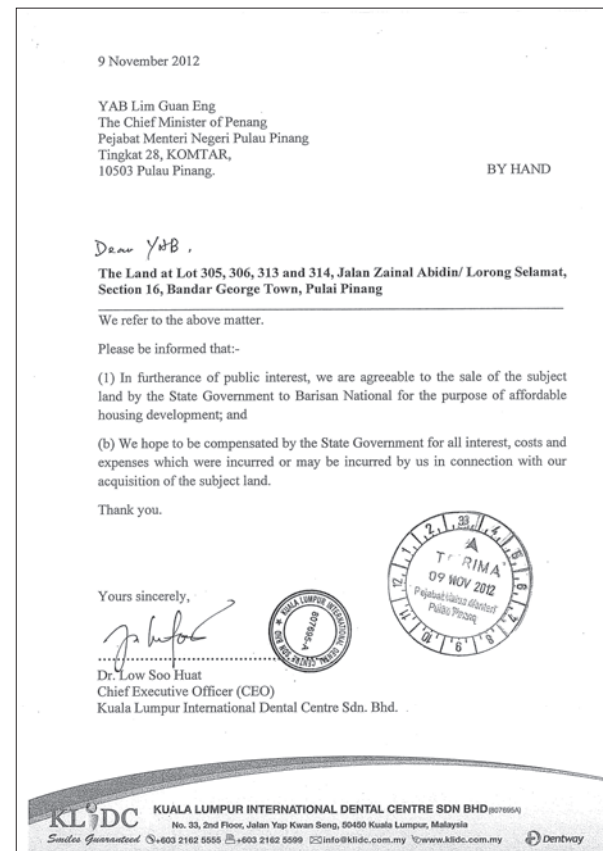 9 November 2012
YAB Lim Guan Eng
The Chief Minister of Penang
Pejabat Menteri Negeri Pulau Pinang
Tingkat 28, KOMTAR,
10503 Pulau Pinang. BY HAND
Dear YAB,
The Land at Lot 305, 306, 313 and 314, Jalan Zainal Abidin/ Lorong Selamat,
Section 16, Bandar George Town, Pulai Pinang
We refer to the above matter.
Please be informed that:-
(1) In furtherance of public interest, we are agreeable to the sale of the subject
land by the State Government to Barisan National for the purpose of affordable
housing development; and
(b) We hope to be compensated by the State Government for all interest, costs and
expenses which were incurred or may be incurred by us in connection with our
acquisition of the subject land.
Thank you.
09 NOV 2012
Pulau Pinang
Yours sincerely,
KUALA LUMPUR INTERNATIONAL DENTAL CENTRE SDN BHD
807695-A
Dr. Low Soo Huat
Chief Executive Officer (CEO)
Kuala Lumpur International Dental Centre Sdn. Bhd.
KLIDC KUALA LUMPUR INTERNATIONAL DENTAL CENTRE SDN BHD (807695A)
No. 33, 2nd Floor, Jalan Yap Kwan Seng, 50450 Kuala Lumpur, Malaysia
Smiles Guaranteed +603 2162 5555 +603 2162 5599 info@klidc.com.my www.klidc.com.my Dentway